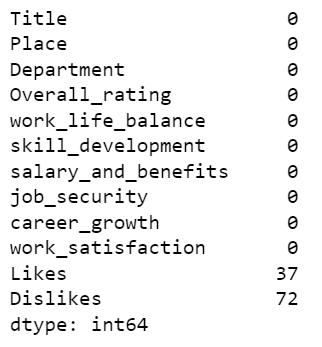 Title 0
Place 0
Department 0
Overall_rating 0
work_life_balance 0
skill_development 0
salary_and_benefits 0
job_security 0
career_growth 0
work_satisfaction 0
Likes 37
Dislikes 72
dtype: int64